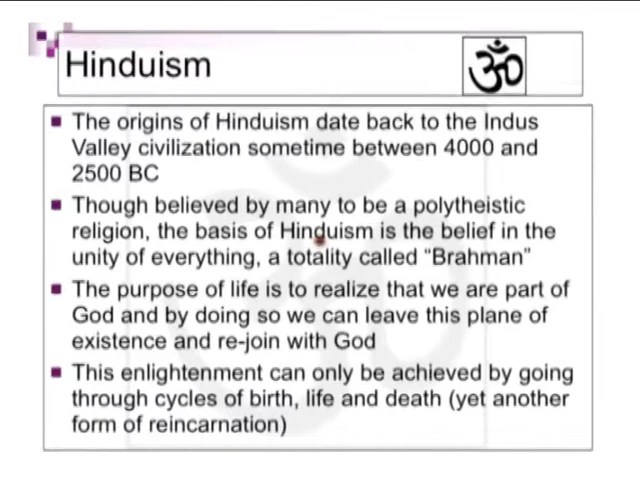 Hinduism
ॐ
The origins of Hinduism date back to the Indus
Valley civilization sometime between 4000 and
2500 BC
Though believed by many to be a polytheistic
religion, the basis of Hinduism is the belief in the
unity of everything, a totality called “Brahman”
The purpose of life is to realize that we are part of
God and by doing so we can leave this plane of
existence and re-join with God
This enlightenment can only be achieved by going
through cycles of birth, life and death (yet another
form of reincarnation)